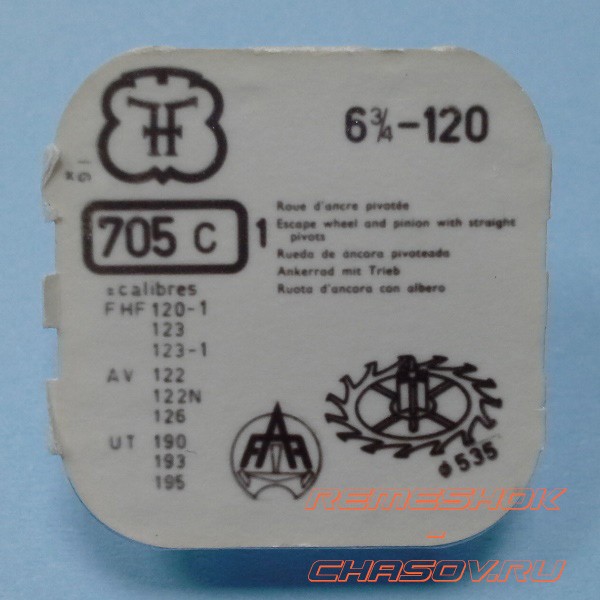 6 3/4-120
705 C
1
Roue d'ancre pivotée
Escape wheel and pinion with straight
pivots
Rueda de áncora pivoteada
Ankerrad mit Trieb
Ruota d'ancora con albero
= calibres
FHF 120-1
123
123-1
AV 122
122N
126
UT 190
193
195
φ 535
REMESHOK
-
CHASOV.RU